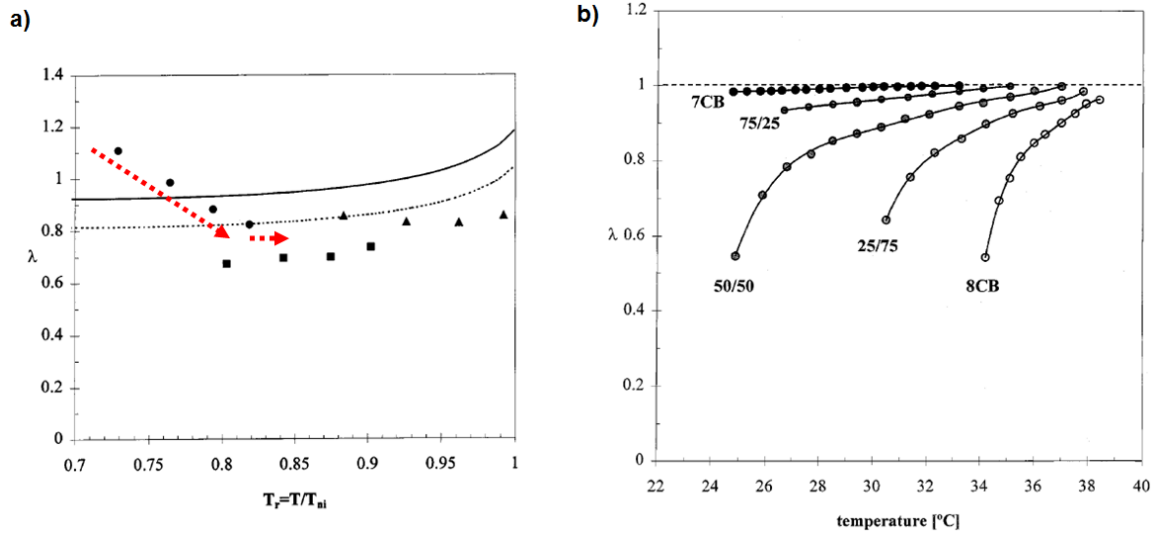 a)
1.4
1.2
1
0.8
λ
0.6
0.4
0.2
0
0.7 0.75 0.8 0.85 0.9 0.95 1
Tr=T/Tni
b)
1.2
1
7CB
75/25
0.8
λ
0.6
25/75
50/50
8CB
0.4
0.2
0
22 24 26 28 30 32 34 36 38 40
temperature [ºC]